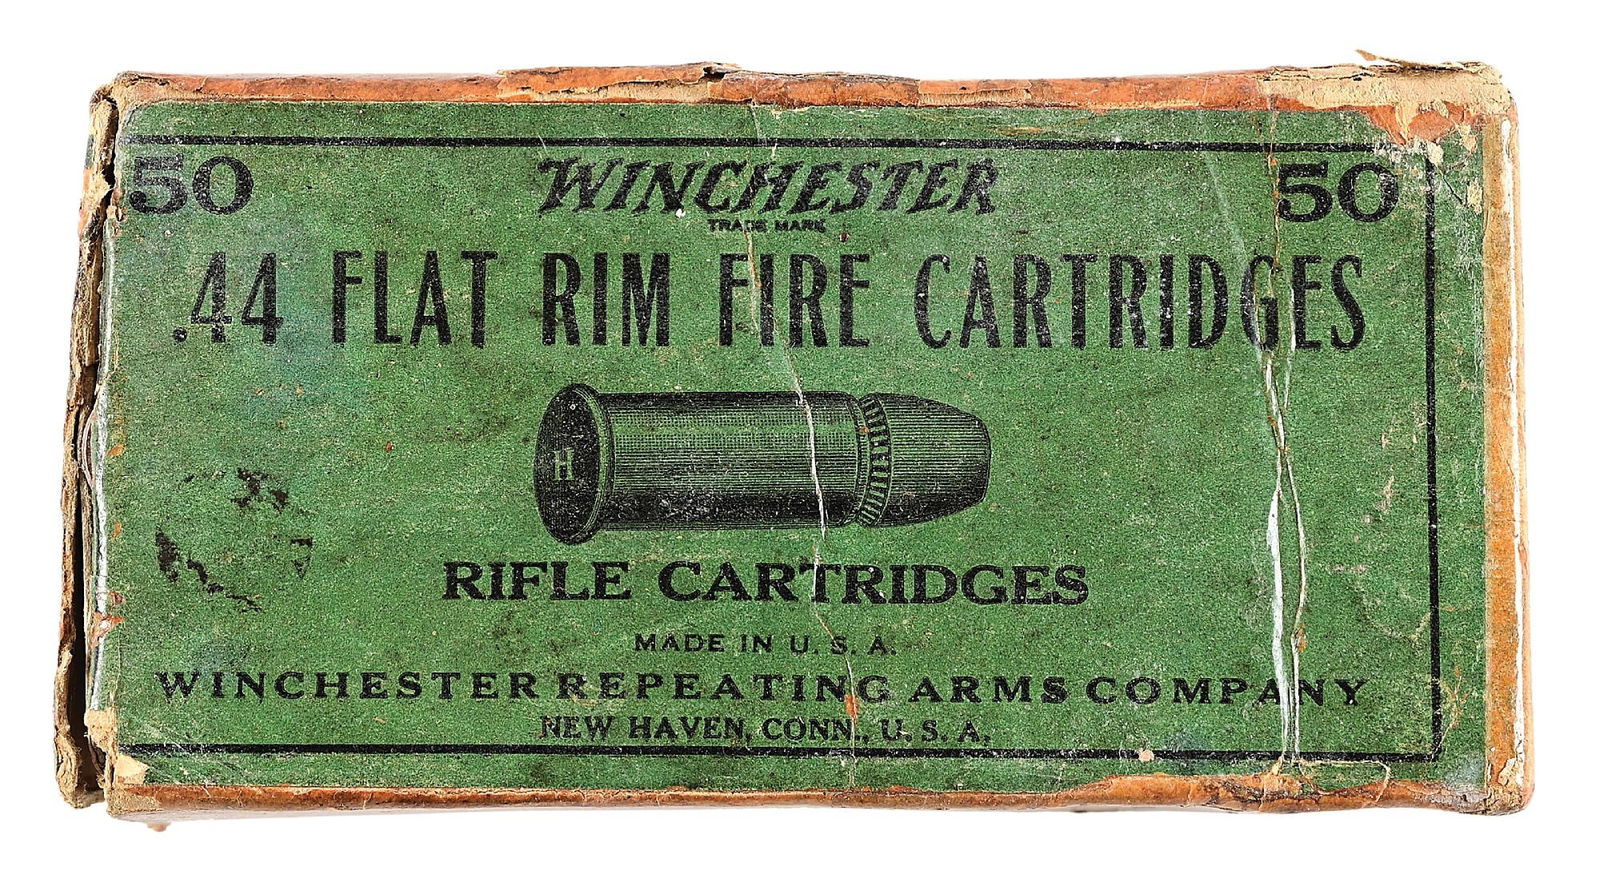 50 WINCHESTER 50
TRADE MARK
.44 FLAT RIM FIRE CARTRIDGES
H
RIFLE CARTRIDGES
MADE IN U. S. A.
WINCHESTER REPEATING ARMS COMPANY
NEW HAVEN, CONN., U. S. A.